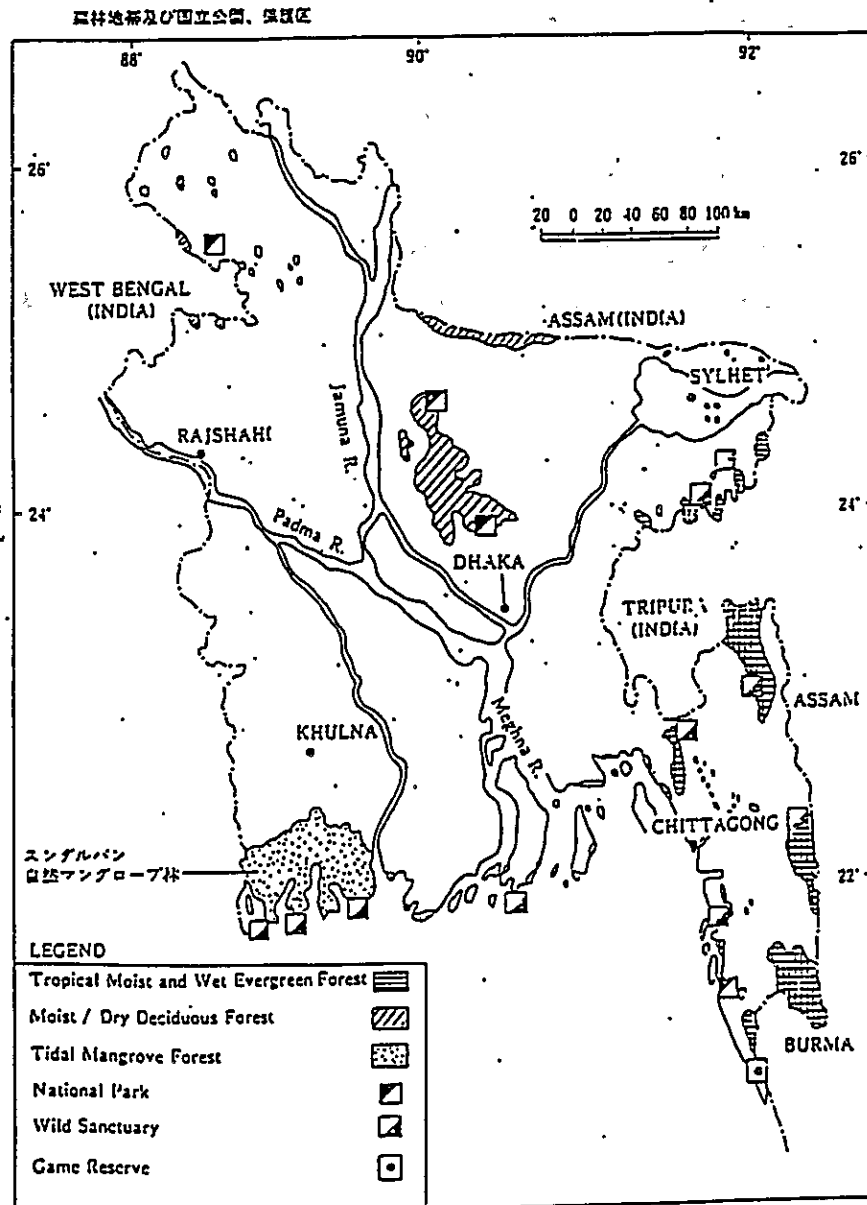 森林地帯及び国立公園、保護区
88°
90°
92°
26°
26°
20 0 20 40 60 80 100 km
WEST BENGAL
(INDIA)
ASSAM(INDIA)
SYLHET
Jamuna R.
RAJSHAHI
24°
24°
Padma R.
DHAKA
TRIPURA
(INDIA)
ASSAM
Meghna R.
KHULNA
CHITTAGONG
スンダルバン
自然マングローブ林
22°
LEGEND
Tropical Moist and Wet Evergreen Forest
Moist / Dry Deciduous Forest
Tidal Mangrove Forest
National Park
Wild Sanctuary
Game Reserve
BURMA